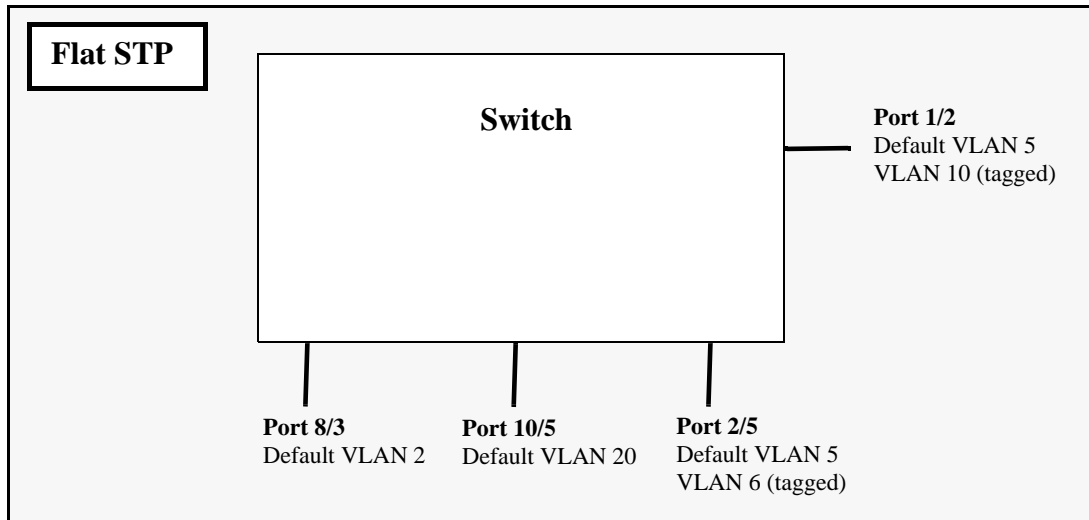 Flat STP
Switch
Port 1/2
Default VLAN 5
VLAN 10 (tagged)
Port 8/3
Default VLAN 2
Port 10/5
Default VLAN 20
Port 2/5
Default VLAN 5
VLAN 6 (tagged)